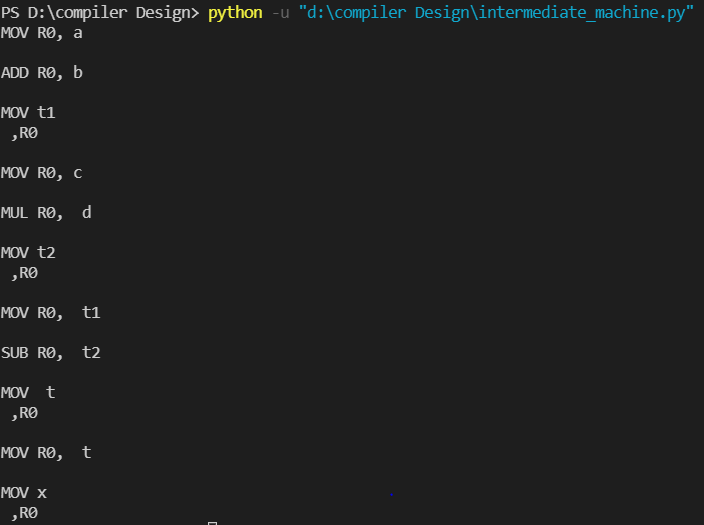 PS D:\compiler Design> python -u "d:\compiler Design\intermediate_machine.py"
MOV R0, a
ADD R0, b
MOV t1
 ,R0
MOV R0, c
MUL R0,  d
MOV t2
 ,R0
MOV R0,  t1
SUB R0,  t2
MOV  t
 ,R0
MOV R0,  t
MOV x
 ,R0